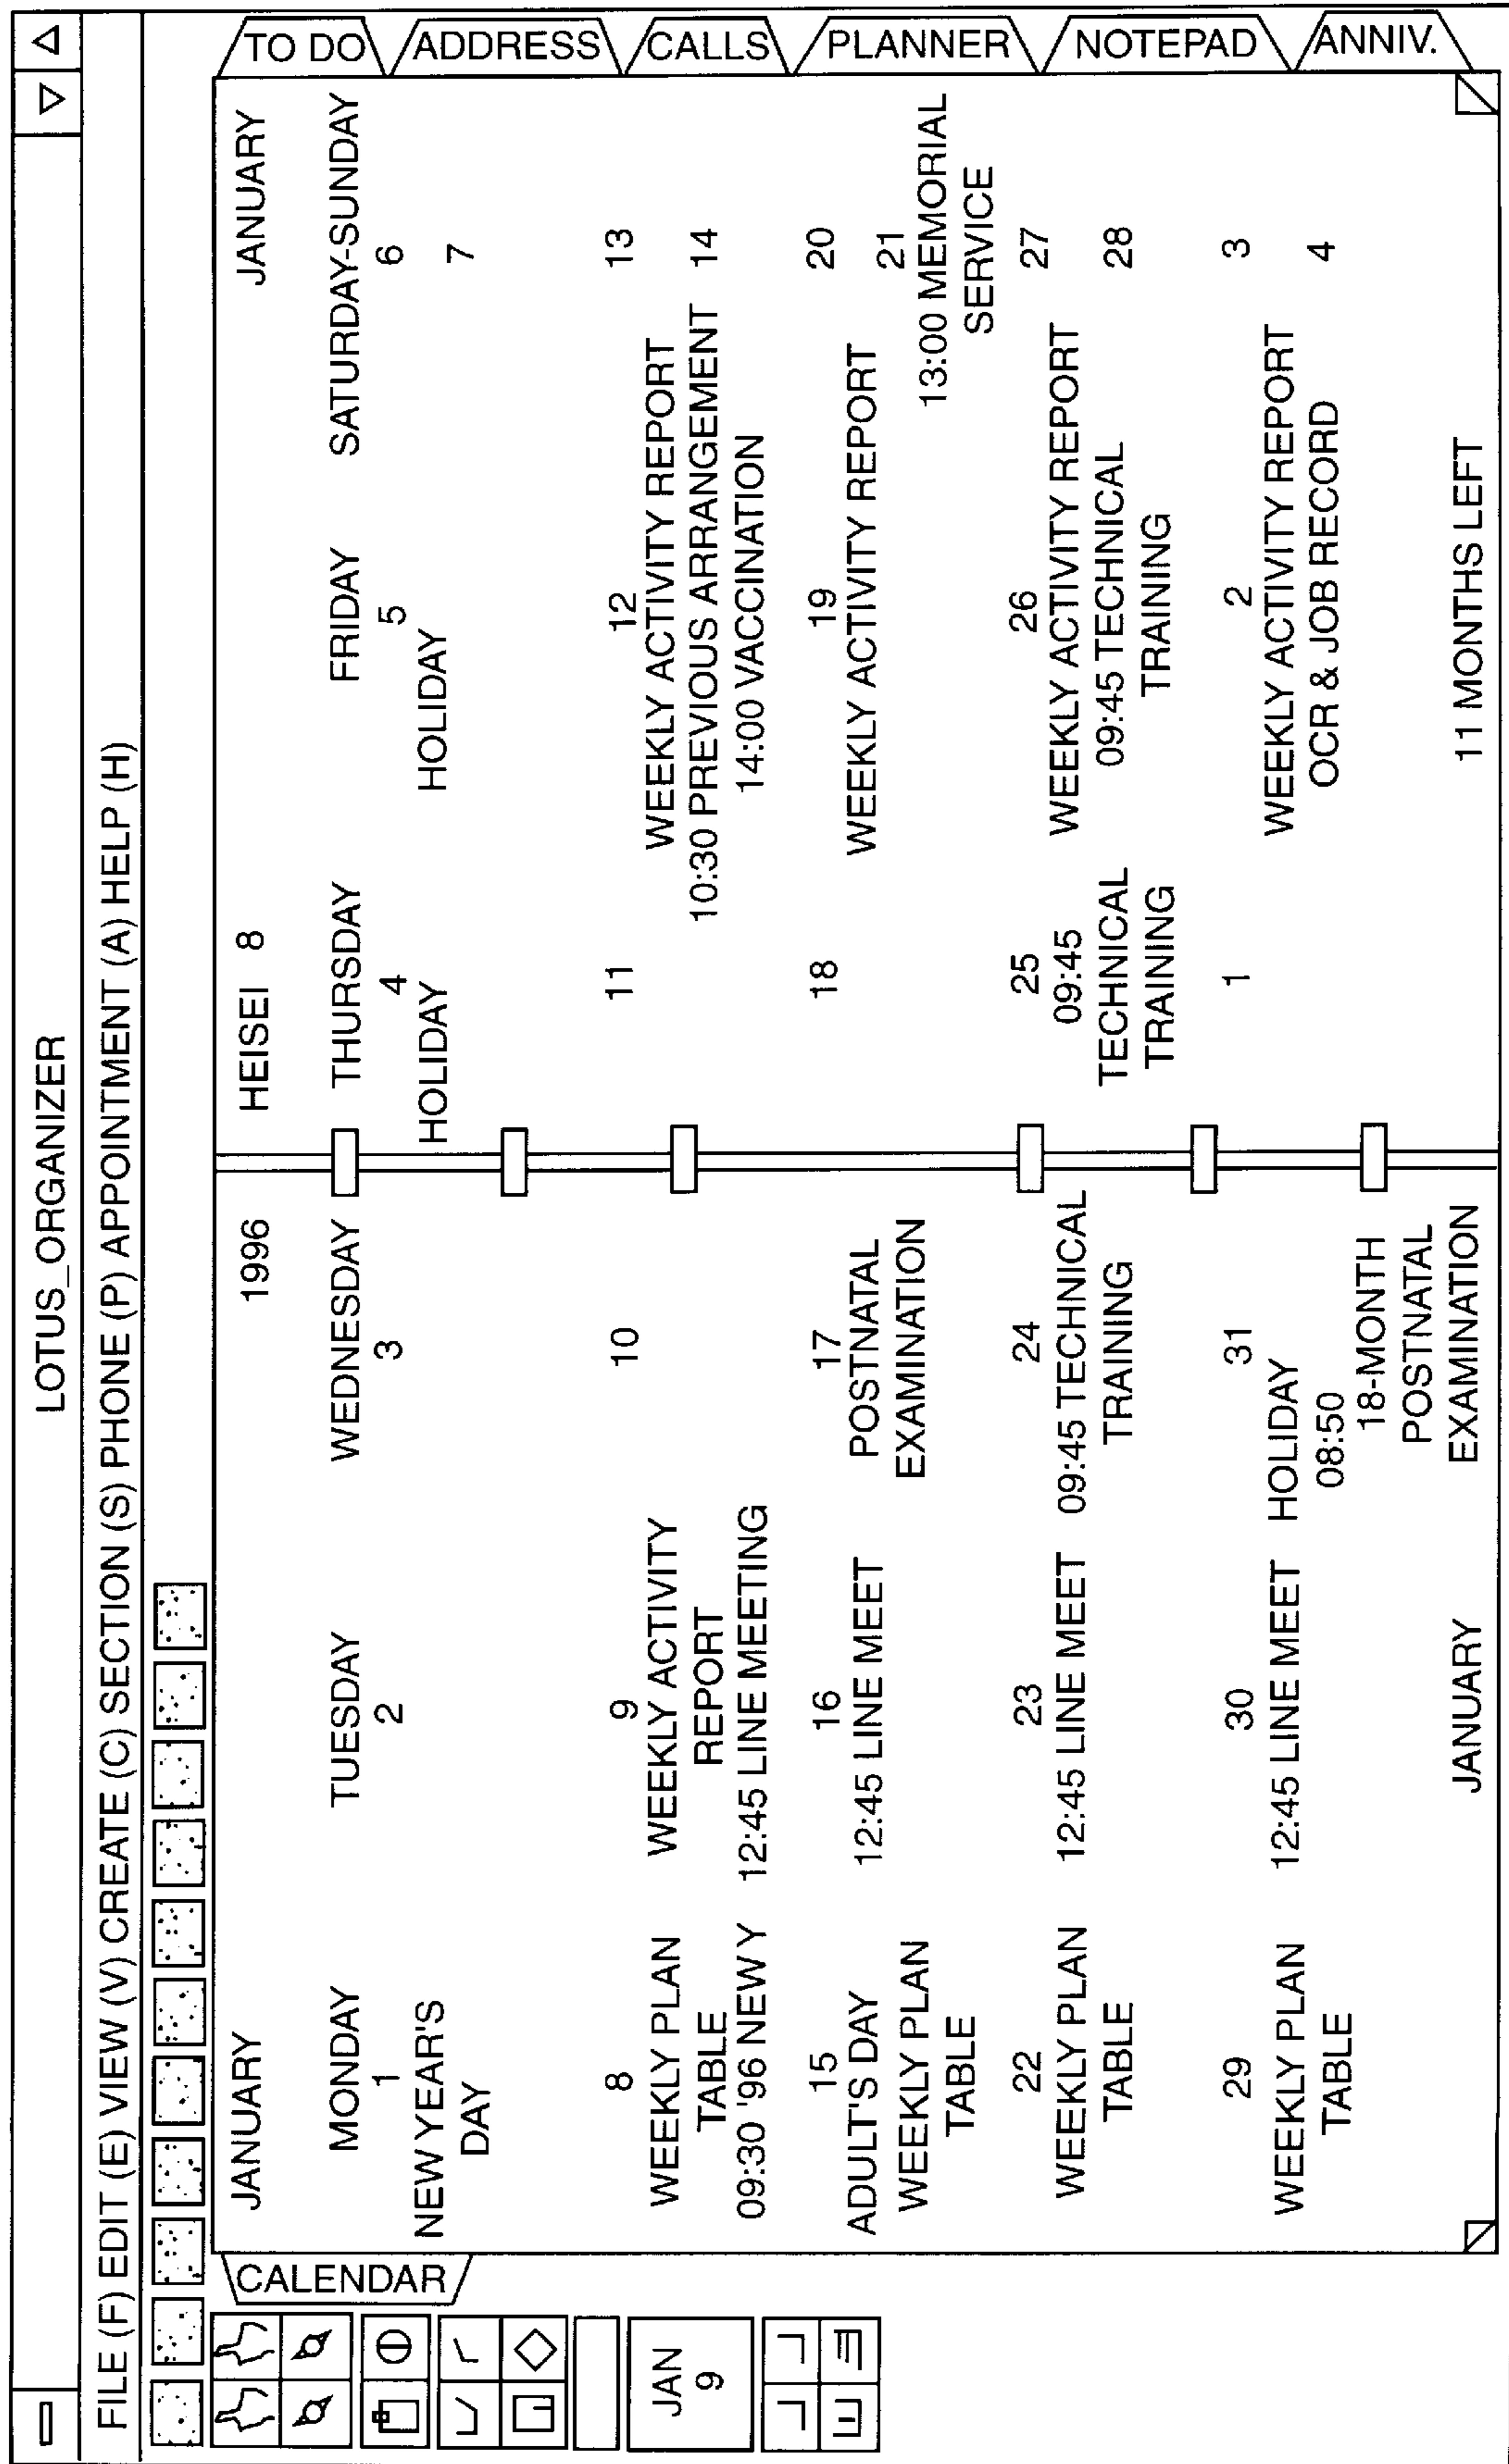 LOTUS_ORGANIZER
FILE (F) EDIT (E) VIEW (V) CREATE (C) SECTION (S) PHONE (P) APPOINTMENT (A) HELP (H)
CALENDAR
JAN
9
JANUARY 1996
MONDAY TUESDAY WEDNESDAY
1 2 3
NEW YEAR'S
DAY
8 9 10
WEEKLY PLAN WEEKLY ACTIVITY
TABLE REPORT
09:30 '96 NEW Y 12:45 LINE MEETING
15 16 17
ADULT'S DAY 12:45 LINE MEET POSTNATAL
WEEKLY PLAN EXAMINATION
TABLE
22 23 24
WEEKLY PLAN 12:45 LINE MEET 09:45 TECHNICAL
TABLE TRAINING
29 30 31
WEEKLY PLAN 12:45 LINE MEET HOLIDAY
TABLE 08:50
18-MONTH
POSTNATAL
EXAMINATION
JANUARY
HEISEI 8 JANUARY
THURSDAY FRIDAY SATURDAY-SUNDAY
4 5 6
HOLIDAY HOLIDAY 7
11 12 13
WEEKLY ACTIVITY REPORT
10:30 PREVIOUS ARRANGEMENT 14
14:00 VACCINATION
18 19 20
WEEKLY ACTIVITY REPORT 21
13:00 MEMORIAL
SERVICE
25 26 27
09:45 WEEKLY ACTIVITY REPORT
TECHNICAL 09:45 TECHNICAL 28
TRAINING TRAINING
1 2 3
WEEKLY ACTIVITY REPORT
OCR & JOB RECORD 4
11 MONTHS LEFT
TO DO
ADDRESS
CALLS
PLANNER
NOTEPAD
ANNIV.